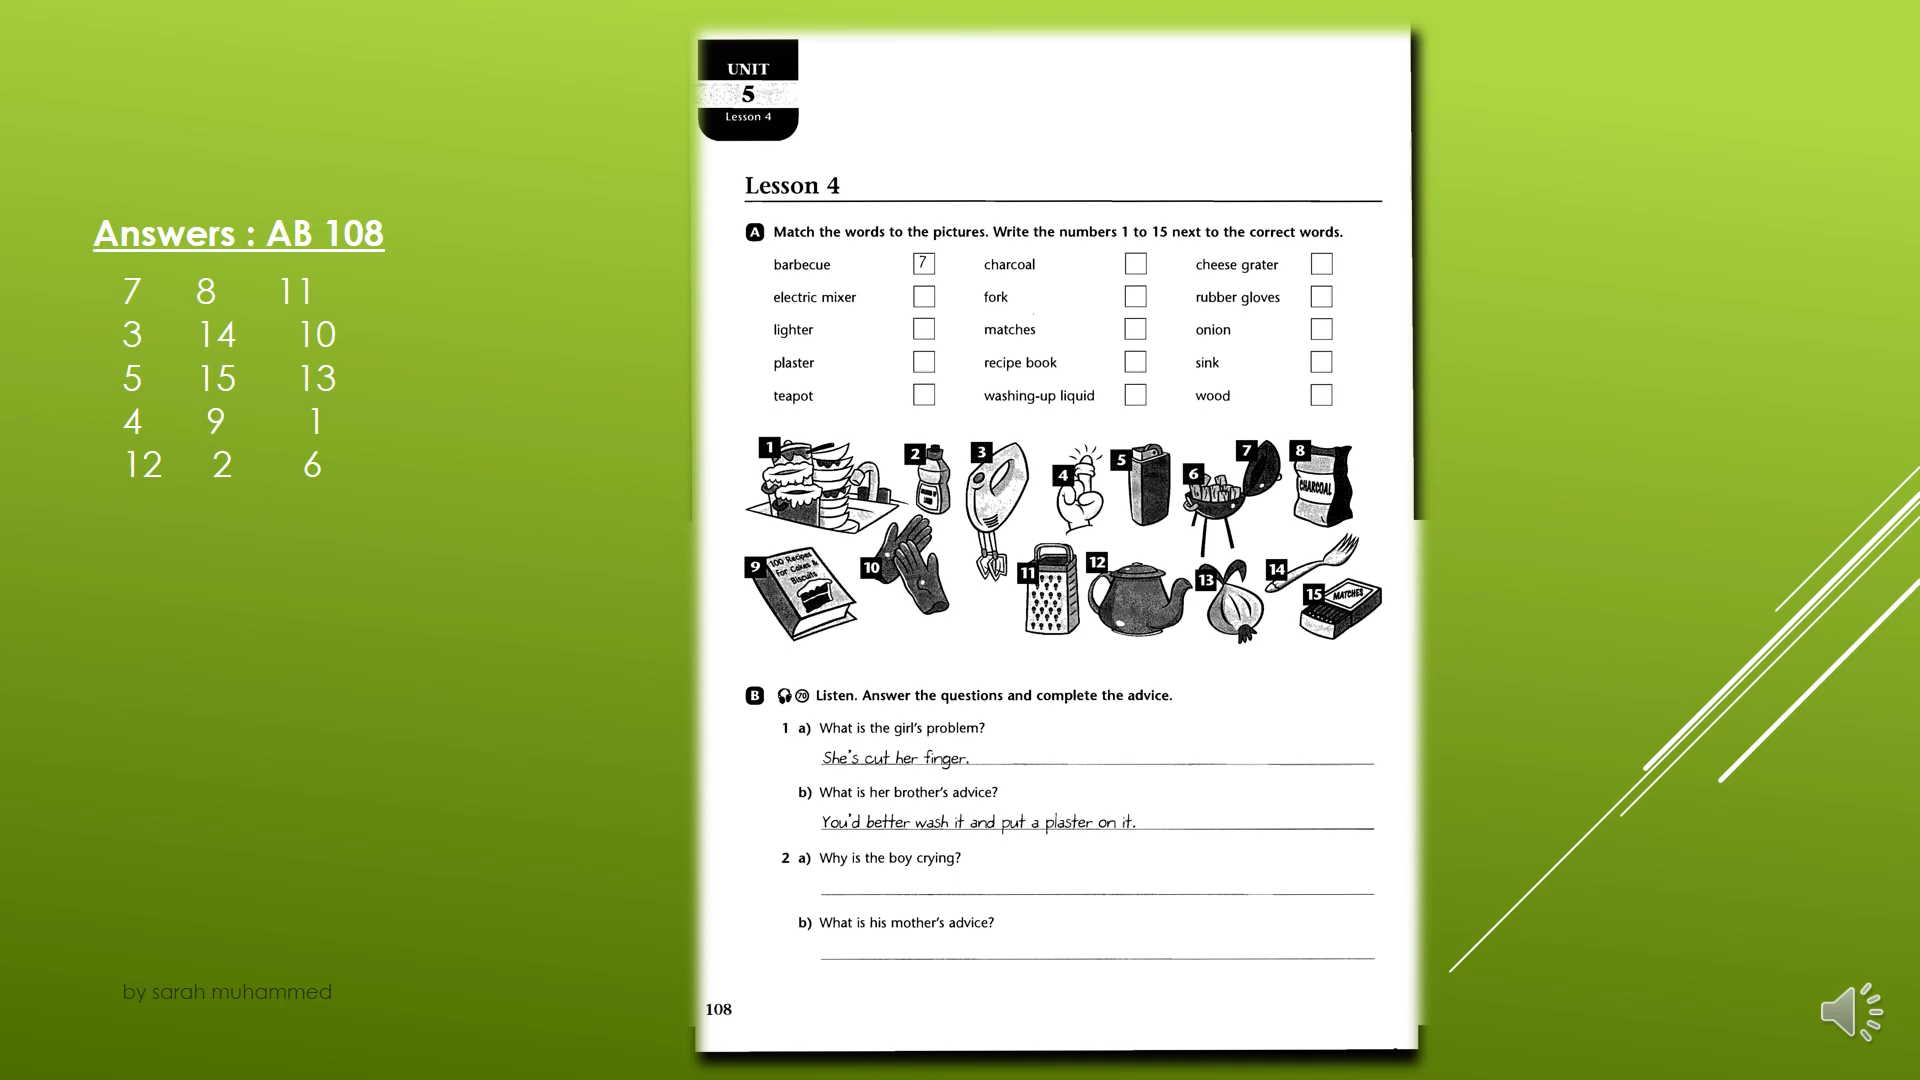 Answers : AB 108
7 8 11
3 14 10
5 15 13
4 9 1
12 2 6
by sarah muhammed
UNIT
5
Lesson 4
Lesson 4
A Match the words to the pictures. Write the numbers 1 to 15 next to the correct words.
barbecue 7 charcoal cheese grater
electric mixer fork rubber gloves
lighter matches onion
plaster recipe book sink
teapot washing-up liquid wood
1 2 3 4 5 6 7 8
CHARCOAL
9 10 11 12 13 14 15
100 Recipes
for Cakes &
Biscuits
MATCHES
B 70 Listen. Answer the questions and complete the advice.
1 a) What is the girl's problem?
She's cut her finger.
b) What is her brother's advice?
You'd better wash it and put a plaster on it.
2 a) Why is the boy crying?
b) What is his mother's advice?
108